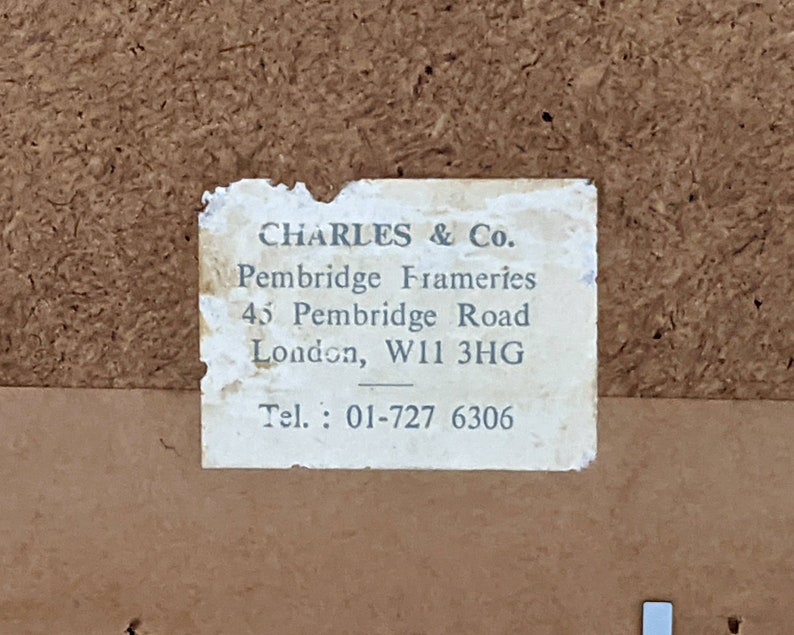 CHARLES & Co.
Pembridge Frameries
45 Pembridge Road
London, W11 3HG
Tel. : 01-727 6306